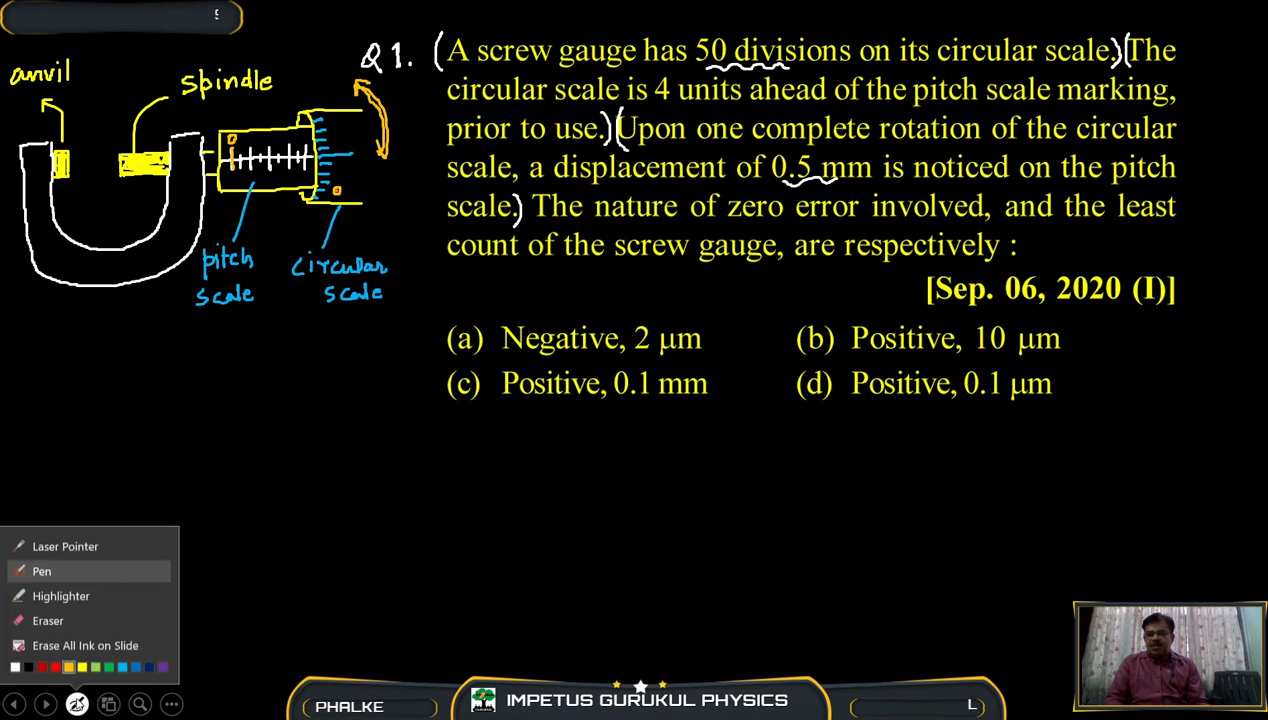 anvil
spindle
pitch
scale
circular
scale
Q1.
(A screw gauge has 50 divisions on its circular scale.)(The
circular scale is 4 units ahead of the pitch scale marking,
prior to use.)(Upon one complete rotation of the circular
scale, a displacement of 0.5 mm is noticed on the pitch
scale.) The nature of zero error involved, and the least
count of the screw gauge, are respectively :
[Sep. 06, 2020 (I)]
(a) Negative, 2 μm
(b) Positive, 10 μm
(c) Positive, 0.1 mm
(d) Positive, 0.1 μm
Laser Pointer
Pen
Highlighter
Eraser
Erase All Ink on Slide
PHALKE
IMPETUS GURUKUL PHYSICS
L